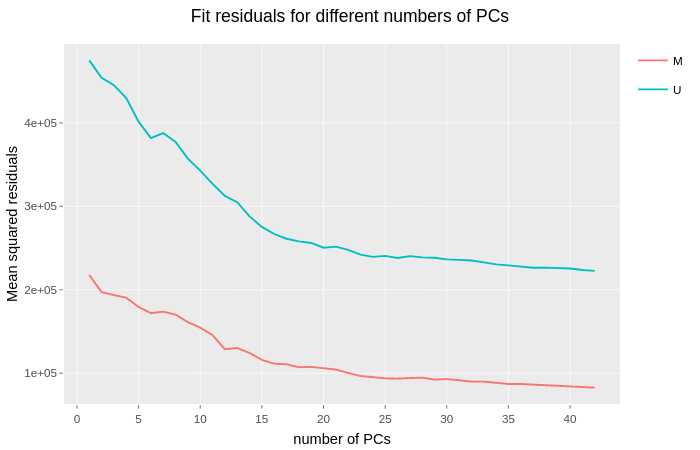 Fit residuals for different numbers of PCs
M
U
Mean squared residuals
4e+05
3e+05
2e+05
1e+05
0 5 10 15 20 25 30 35 40
number of PCs